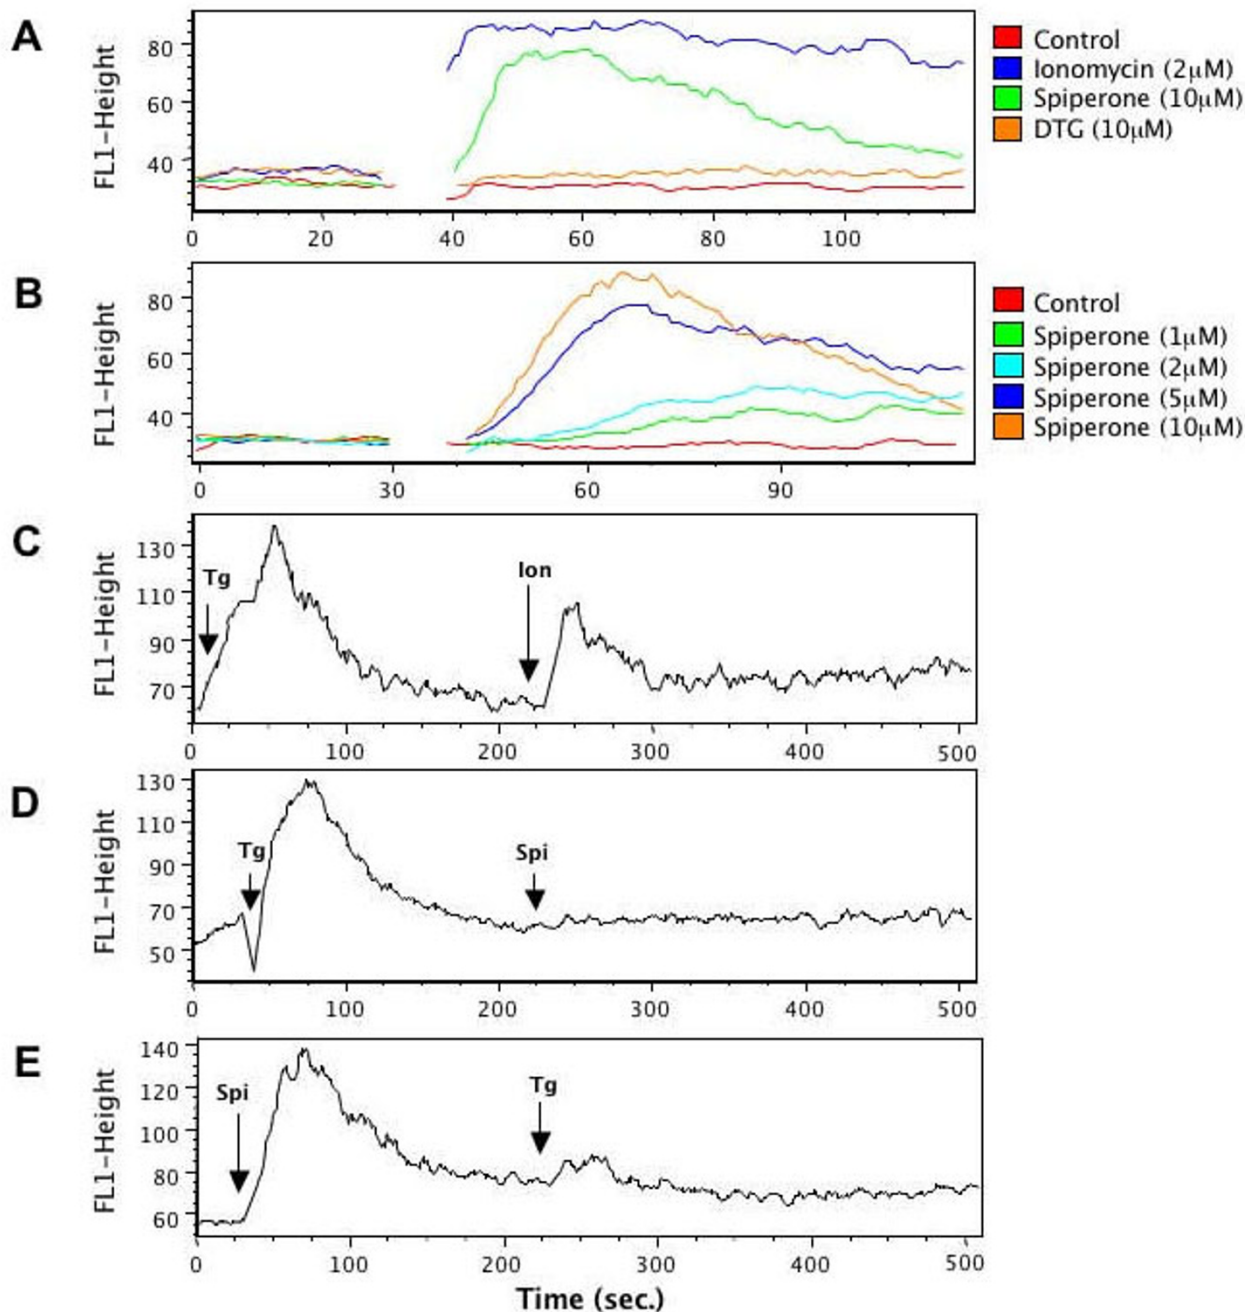 A
FL1-Height
80
60
40
0 20 40 60 80 100
Control
Ionomycin (2µM)
Spiperone (10µM)
DTG (10µM)
B
FL1-Height
80
60
40
0 30 60 90
Control
Spiperone (1µM)
Spiperone (2µM)
Spiperone (5µM)
Spiperone (10µM)
C
FL1-Height
130
110
90
70
Tg
Ion
0 100 200 300 400 500
D
FL1-Height
130
110
90
70
50
Tg
Spi
0 100 200 300 400 500
E
FL1-Height
140
120
100
80
60
Spi
Tg
0 100 200 300 400 500
Time (sec.)